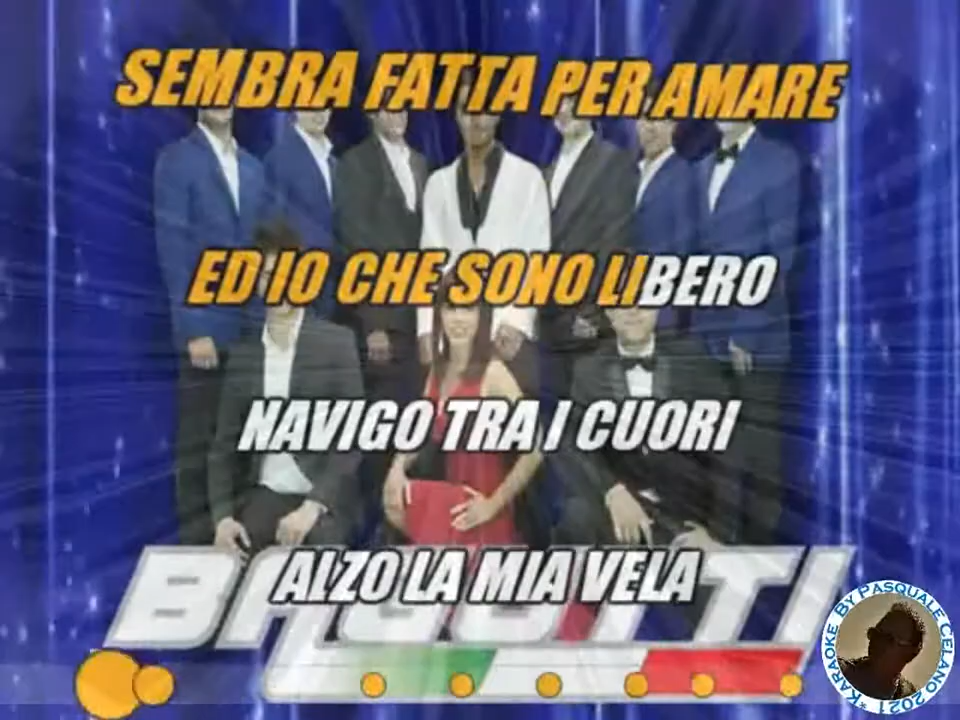 SEMBRA FATTA PER AMARE
ED IO CHE SONO LIBERO
NAVIGO TRA I CUORI
ALZO LA MIA VELA
BAGUTTI
*KARAOKE BY PASQUALE CELANO 2021